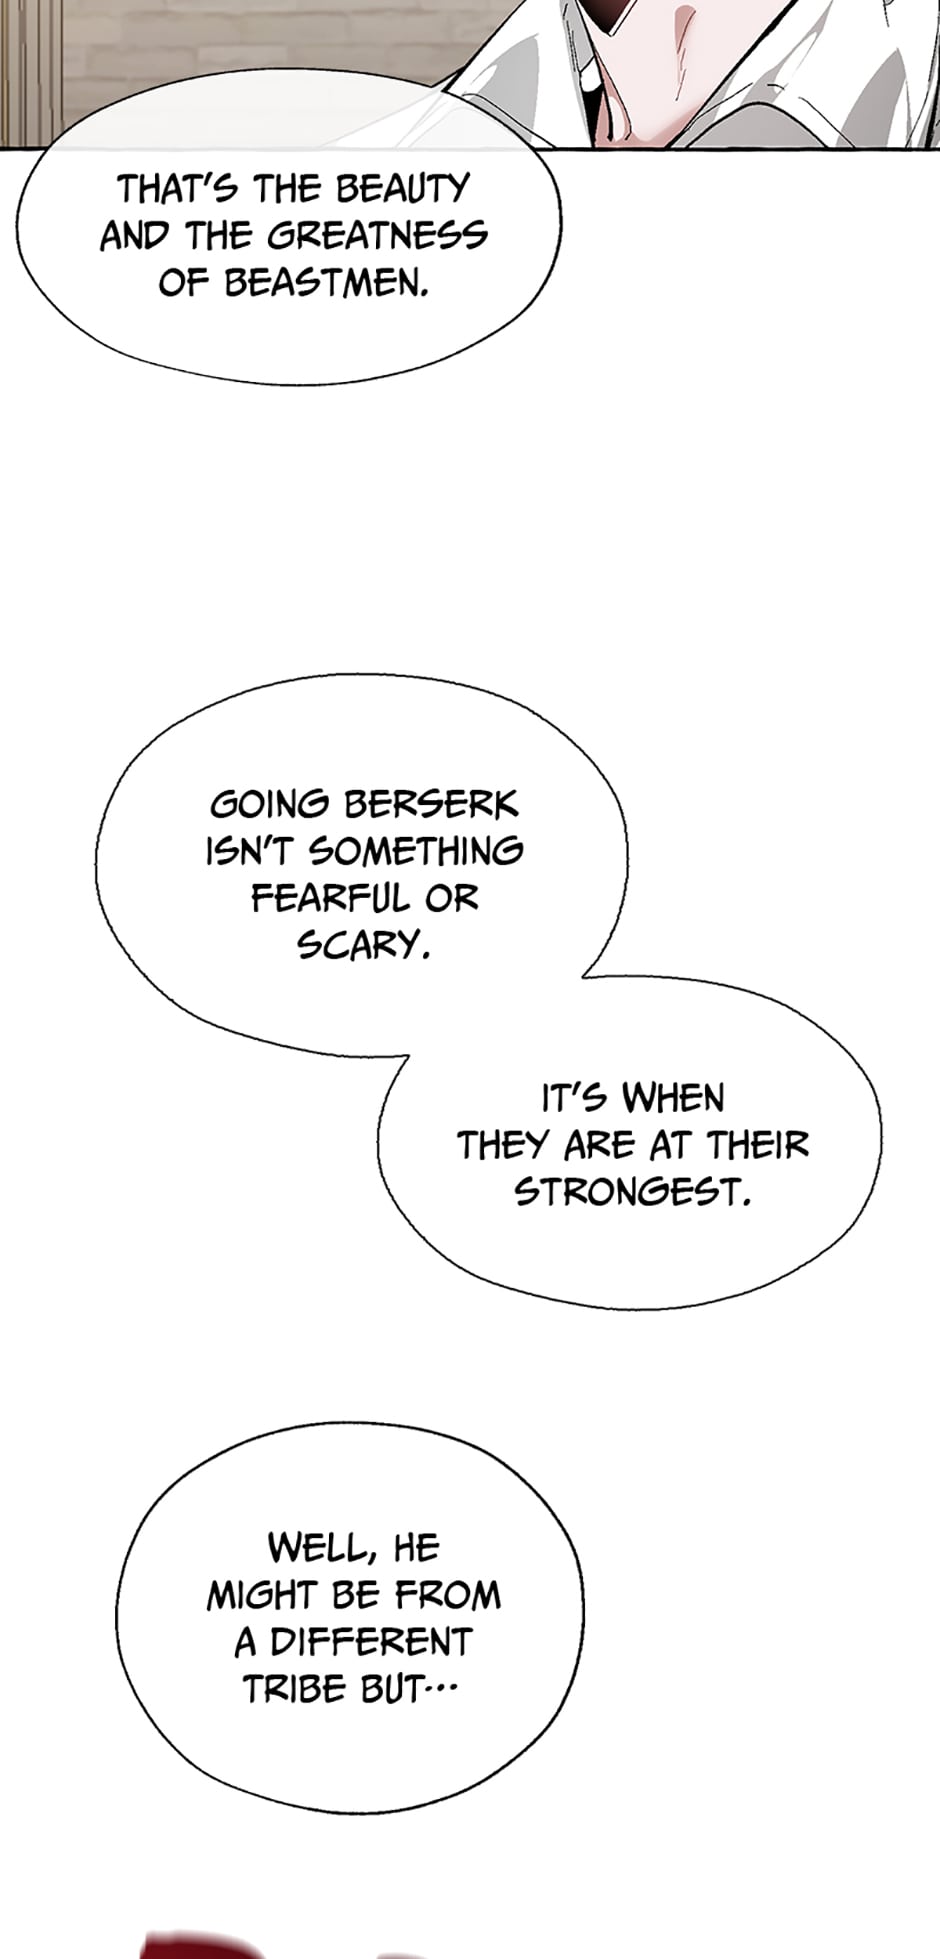 THAT'S THE BEAUTY
AND THE GREATNESS
OF BEASTMEN.
GOING BERSERK
ISN'T SOMETHING
FEARFUL OR
SCARY.
IT'S WHEN
THEY ARE AT THEIR
STRONGEST.
WELL, HE
MIGHT BE FROM
A DIFFERENT
TRIBE BUT...